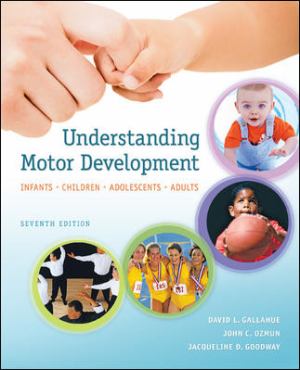 Understanding
Motor Development
INFANTS • CHILDREN • ADOLESCENTS • ADULTS
SEVENTH EDITION
DAVID L. GALLAHUE
JOHN C. OZMUN
JACQUELINE D. GOODWAY